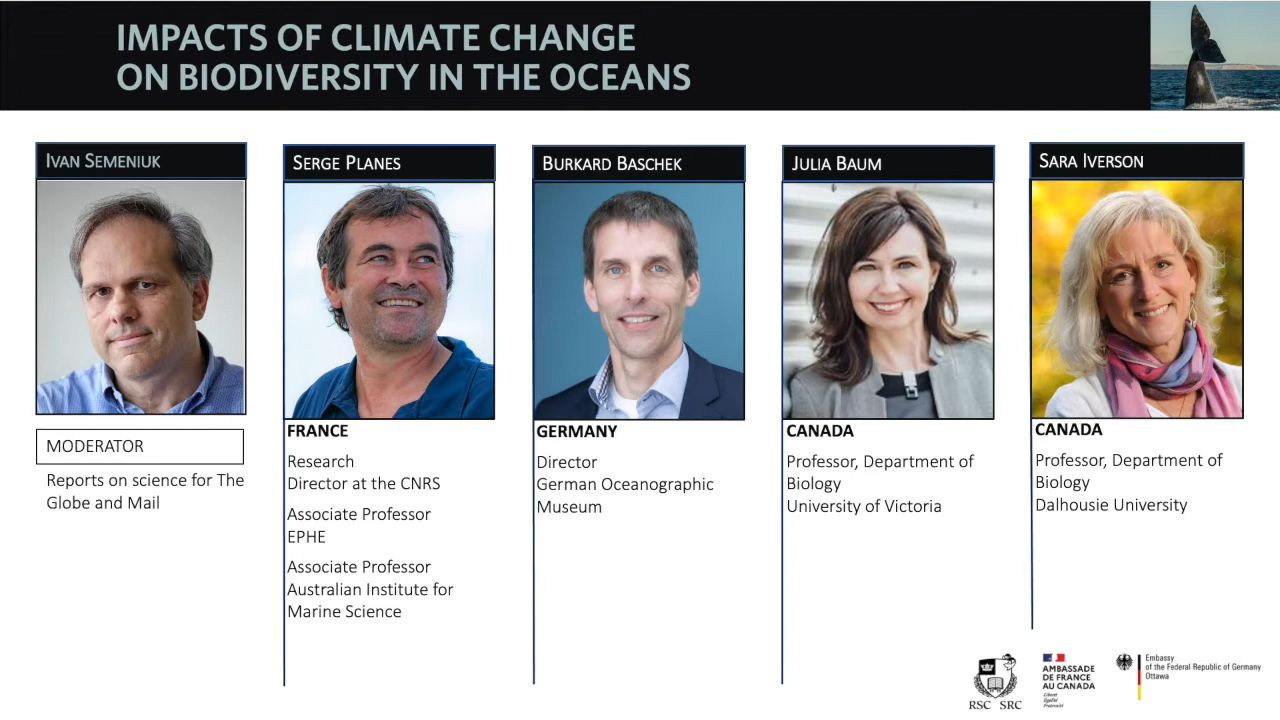 IMPACTS OF CLIMATE CHANGE
ON BIODIVERSITY IN THE OCEANS
IVAN SEMENIUK
MODERATOR
Reports on science for The
Globe and Mail
SERGE PLANES
FRANCE
Research
Director at the CNRS
Associate Professor
EPHE
Associate Professor
Australian Institute for
Marine Science
BURKARD BASCHEK
GERMANY
Director
German Oceanographic
Museum
JULIA BAUM
CANADA
Professor, Department of
Biology
University of Victoria
SARA IVERSON
CANADA
Professor, Department of
Biology
Dalhousie University
RSC SRC
AMBASSADE
DE FRANCE
AU CANADA
Liberté
Égalité
Fraternité
Embassy
of the Federal Republic of Germany
Ottawa